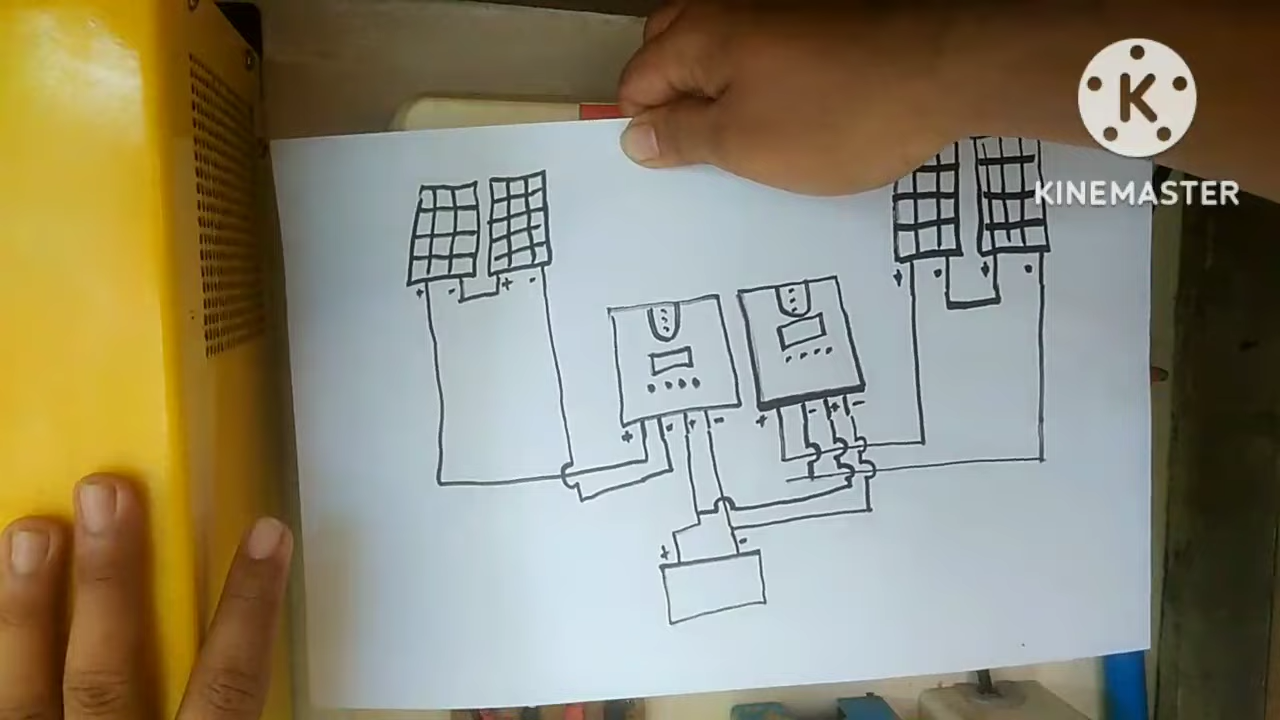 K
KINEMASTER
+ - + -
+ - + -
+ - + -
+ - + -
+ -